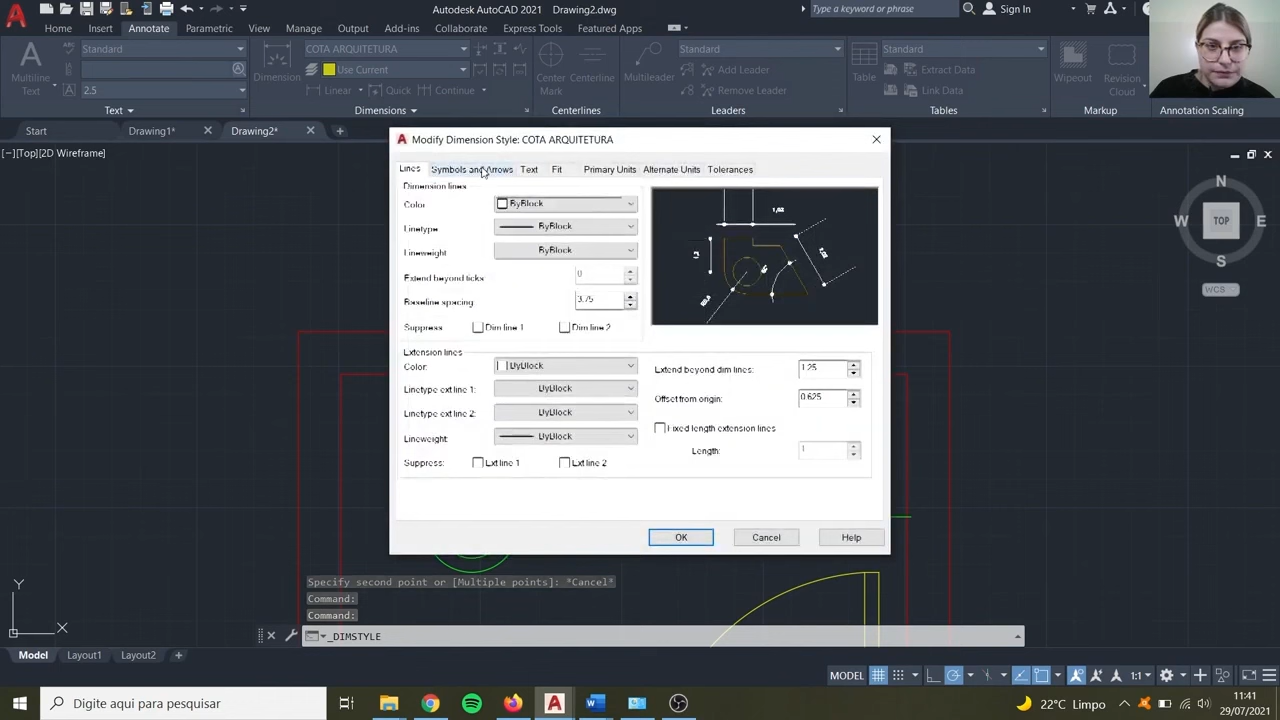 Autodesk AutoCAD 2021 Drawing2.dwg
Type a keyword or phrase
Sign In
Home Insert Annotate Parametric View Manage Output Add-ins Collaborate Express Tools Featured Apps
Standard
COTA ARQUITETURA
Standard
Standard
Use Current
Add Leader
Extract Data
Multiline
Text
Dimension
Center
Mark
Centerline
Multileader
Table
Wipeout
Revision
Cloud
2.5
Linear
Quick
Continue
Remove Leader
Link Data
Text
Dimensions
Centerlines
Leaders
Tables
Markup
Annotation Scaling
Start
Drawing1*
Drawing2*
[–][Top][2D Wireframe]
Modify Dimension Style: COTA ARQUITETURA
Lines Symbols and Arrows Text Fit Primary Units Alternate Units Tolerances
Dimension lines
Color ByBlock
Linetype ByBlock
Lineweight ByBlock
Extend beyond ticks: 0
Baseline spacing: 3.75
Suppress: Dim line 1 Dim line 2
Extension lines
Color: ByBlock
Linetype ext line 1: ByBlock
Linetype ext line 2: ByBlock
Lineweight: ByBlock
Suppress: Ext line 1 Ext line 2
Extend beyond dim lines: 1.25
Offset from origin: 0.625
Fixed length extension lines
Length: 1
OK Cancel Help
N
W TOP E
S
WCS
Y
X
Specify second point or [Multiple points]: *Cancel*
Command:
Command:
_DIMSTYLE
Model Layout1 Layout2
MODEL
1:1
Digite aqui para pesquisar
22°C Limpo
11:41
29/07/2021